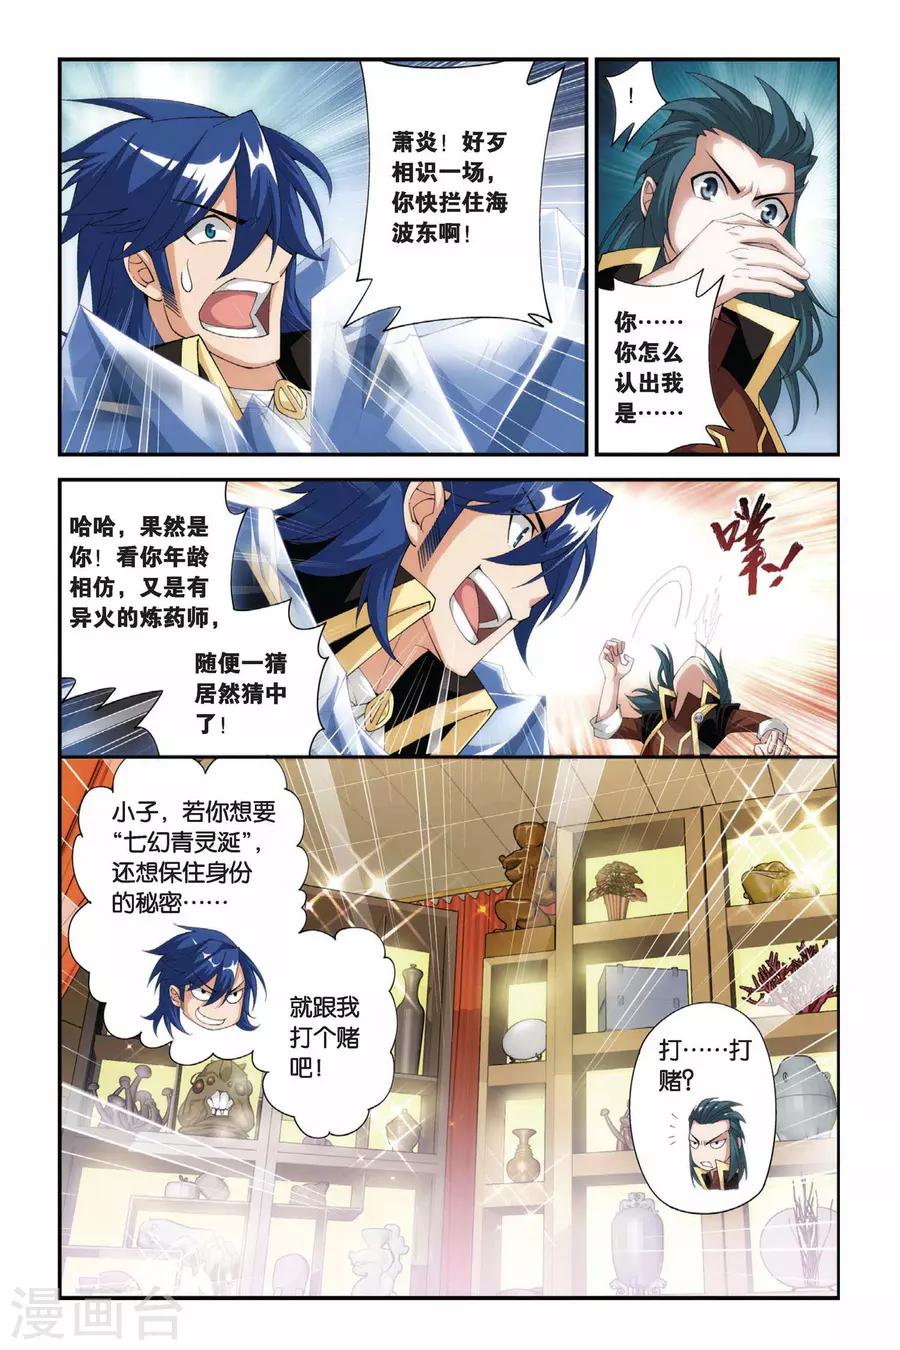 萧炎！好歹
相识一场，
你快拦住海
波东啊！
！
你……
你怎么
认出我
是……
哈哈，果然是
你！看你年龄
相仿，又是有
异火的炼药师，
随便一猜
居然猜中
了！
噗！
小子，若你想要
“七幻青灵涎”，
还想保住身份
的秘密……
就跟我
打个赌
吧！
打……打
赌？
漫画台